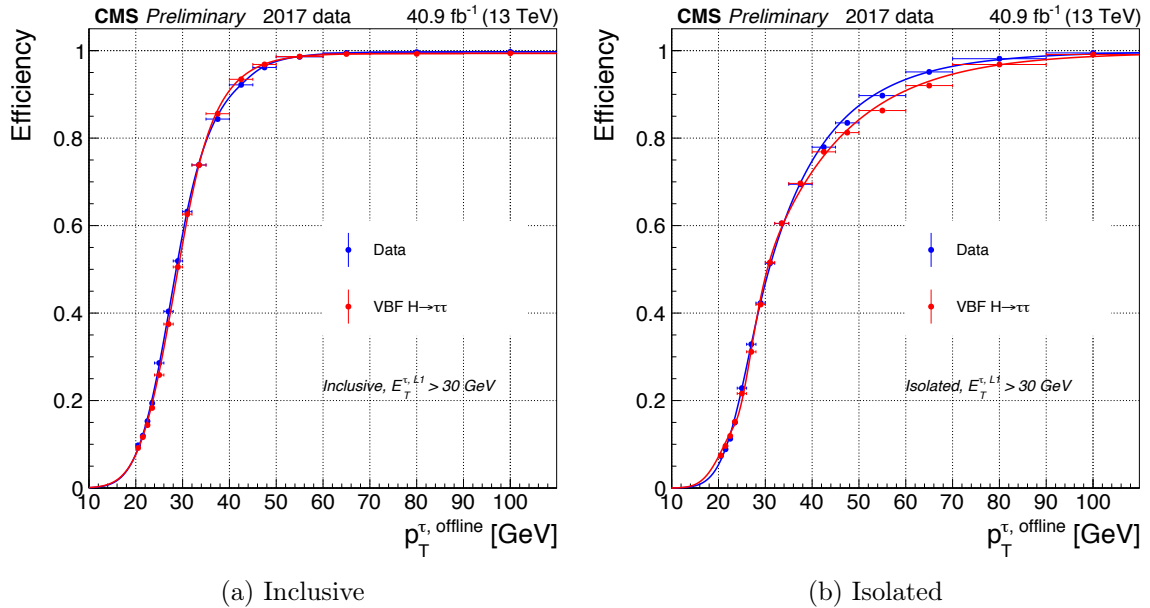 CMS Preliminary 2017 data 40.9 fb⁻¹ (13 TeV)
Efficiency
1
0.8
0.6
0.4
0.2
0
Data
VBF H→ττ
Inclusive, E_T^{τ, L1} > 30 GeV
10 20 30 40 50 60 70 80 90 100
p_T^{τ, offline} [GeV]
(a) Inclusive
CMS Preliminary 2017 data 40.9 fb⁻¹ (13 TeV)
Efficiency
1
0.8
0.6
0.4
0.2
0
Data
VBF H→ττ
Isolated, E_T^{τ, L1} > 30 GeV
10 20 30 40 50 60 70 80 90 100
p_T^{τ, offline} [GeV]
(b) Isolated